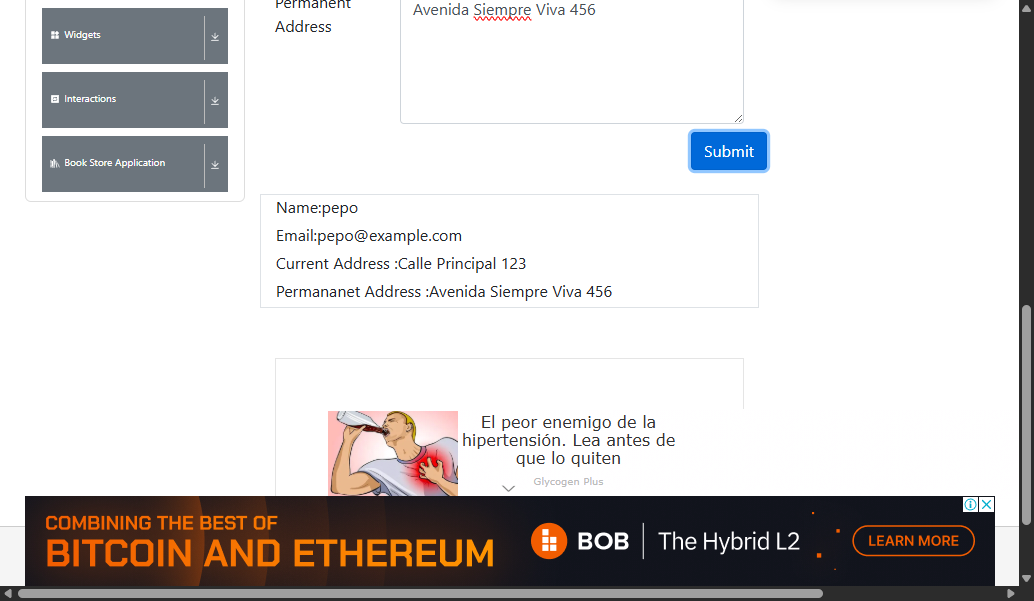 Permanent
Address
Avenida Siempre Viva 456
Widgets
Interactions
Book Store Application
Submit
Name:pepo
Email:pepo@example.com
Current Address :Calle Principal 123
Permananet Address :Avenida Siempre Viva 456
El peor enemigo de la
hipertensión. Lea antes de
que lo quiten
Glycogen Plus
COMBINING THE BEST OF
BITCOIN AND ETHEREUM
BOB
The Hybrid L2
LEARN MORE